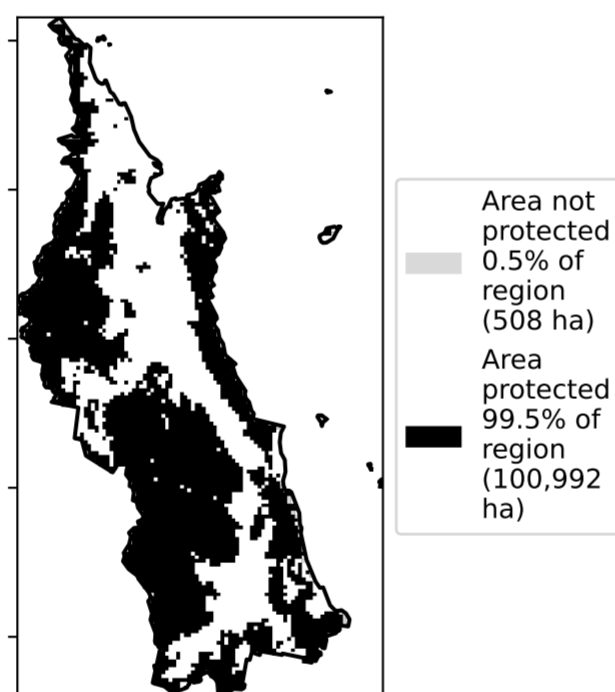 Area not
protected
0.5% of
region
(508 ha)
Area
protected
99.5% of
region
(100,992
ha)